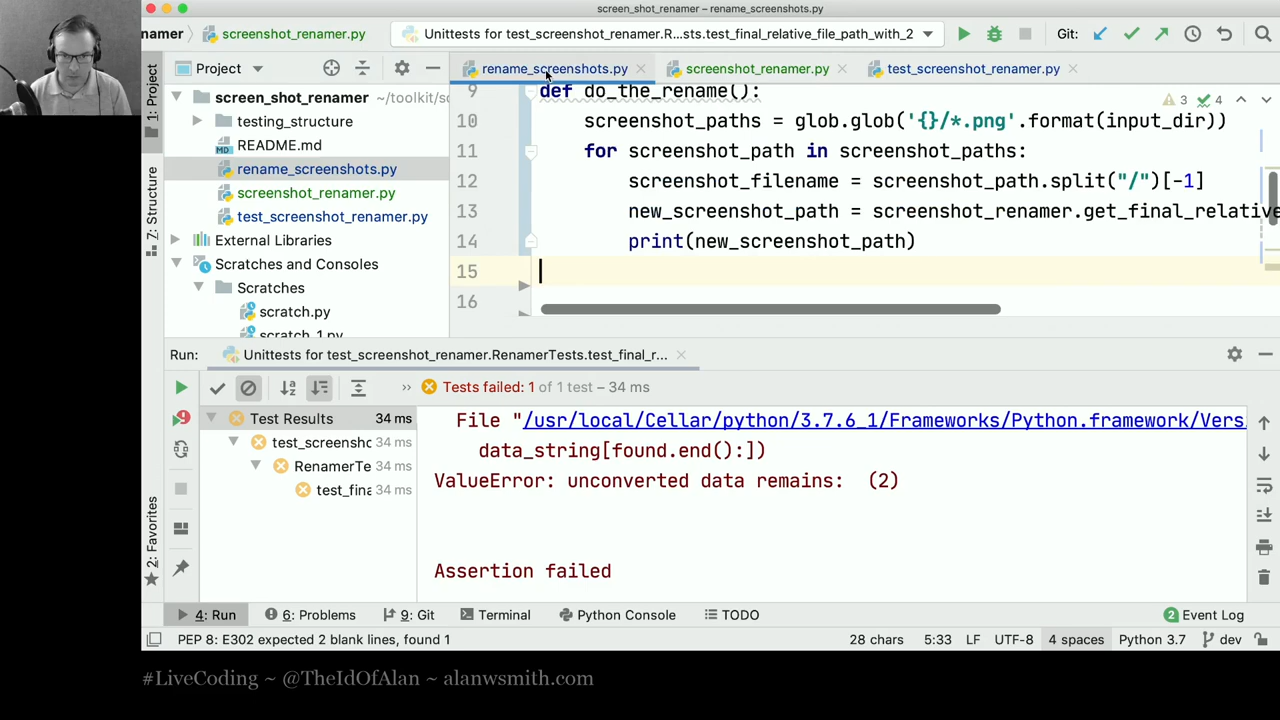 screen_shot_renamer – rename_screenshots.py
namer
screenshot_renamer.py
Unittests for test_screenshot_renamer.R...sts.test_final_relative_file_path_with_2
Git:
1: Project
Project
rename_screenshots.py
screenshot_renamer.py
test_screenshot_renamer.py
screen_shot_renamer ~/toolkit/sc
testing_structure
README.md
rename_screenshots.py
screenshot_renamer.py
test_screenshot_renamer.py
External Libraries
Scratches and Consoles
Scratches
scratch.py
scratch_1.py
7: Structure
2: Favorites
3 4
9 def do_the_rename():
10 screenshot_paths = glob.glob('{}/*.png'.format(input_dir))
11 for screenshot_path in screenshot_paths:
12 screenshot_filename = screenshot_path.split("/")[-1]
13 new_screenshot_path = screenshot_renamer.get_final_relative
14 print(new_screenshot_path)
15
16
Run: Unittests for test_screenshot_renamer.RenamerTests.test_final_r...
Tests failed: 1 of 1 test – 34 ms
Test Results 34 ms
test_screenshc 34 ms
RenamerTe 34 ms
test_fina 34 ms
File "/usr/local/Cellar/python/3.7.6_1/Frameworks/Python.framework/Vers
data_string[found.end():])
ValueError: unconverted data remains:  (2)
Assertion failed
4: Run 6: Problems 9: Git Terminal Python Console TODO 2 Event Log
PEP 8: E302 expected 2 blank lines, found 1 28 chars 5:33 LF UTF-8 4 spaces Python 3.7 dev
#LiveCoding ~ @TheIdOfAlan ~ alanwsmith.com